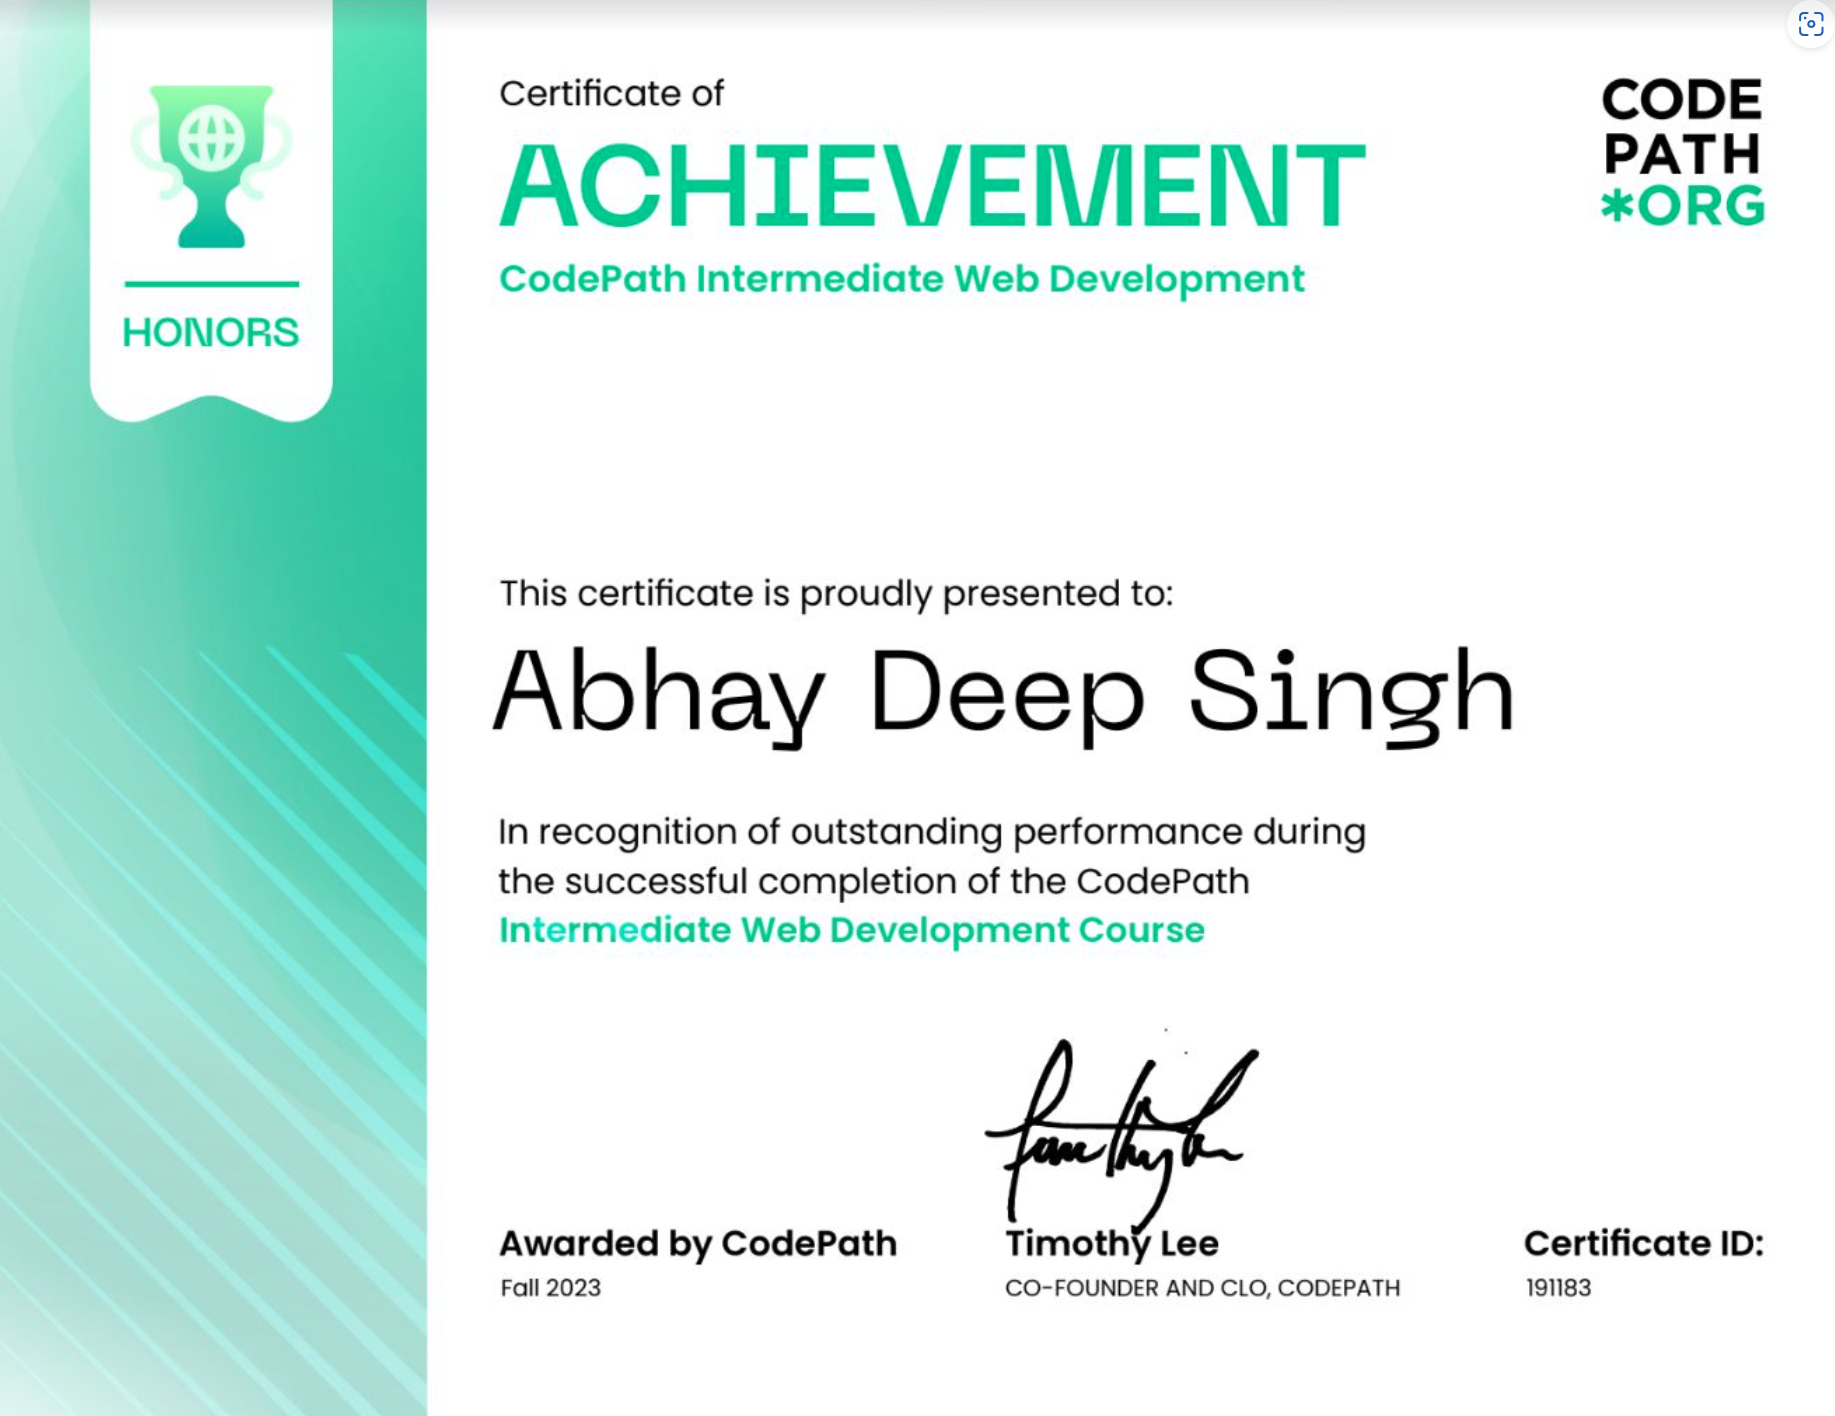 HONORS
Certificate of
ACHIEVEMENT
CodePath Intermediate Web Development
CODE
PATH
*ORG
This certificate is proudly presented to:
Abhay Deep Singh
In recognition of outstanding performance during
the successful completion of the CodePath
Intermediate Web Development Course
Awarded by CodePath
Fall 2023
Timothy Lee
CO-FOUNDER AND CLO, CODEPATH
Certificate ID:
191183